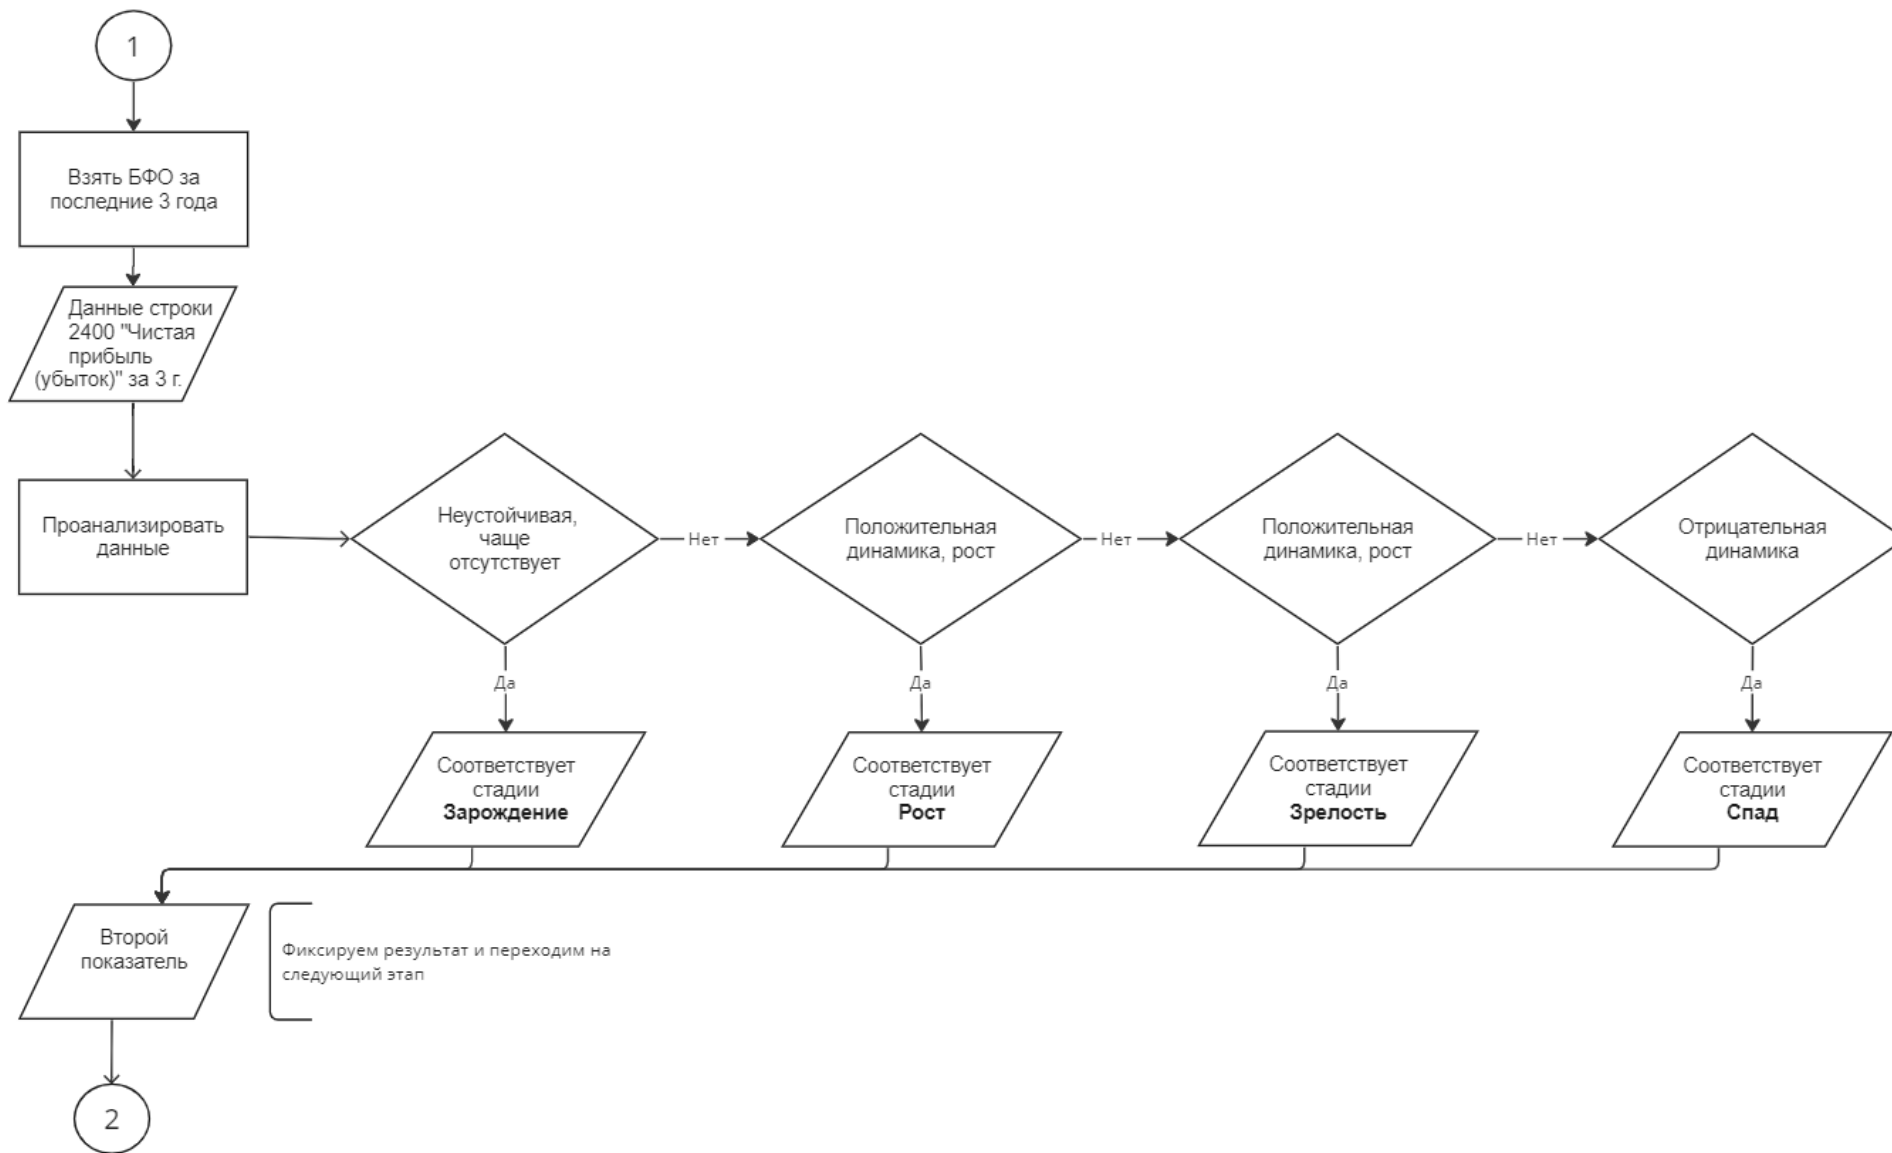 1
Взять БФО за
последние 3 года
Данные строки
2400 "Чистая
прибыль
(убыток)" за 3 г.
Проанализировать
данные
Неустойчивая,
чаще
отсутствует
Нет
Положительная
динамика, рост
Нет
Положительная
динамика, рост
Нет
Отрицательная
динамика
Да
Да
Да
Да
Соответствует
стадии
Зарождение
Соответствует
стадии
Рост
Соответствует
стадии
Зрелость
Соответствует
стадии
Спад
Второй
показатель
Фиксируем результат и переходим на
следующий этап
2